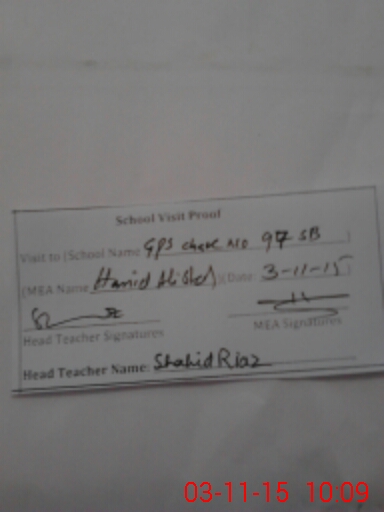 School Visit Proof
Visit to (School Name GPS chak No 97 SB )
(MEA Name Hamid Ali )(Date: 3-11-15
Head Teacher Signatures
MEA Signatures
Head Teacher Name: Shahid Riaz
03-11-15 10:09